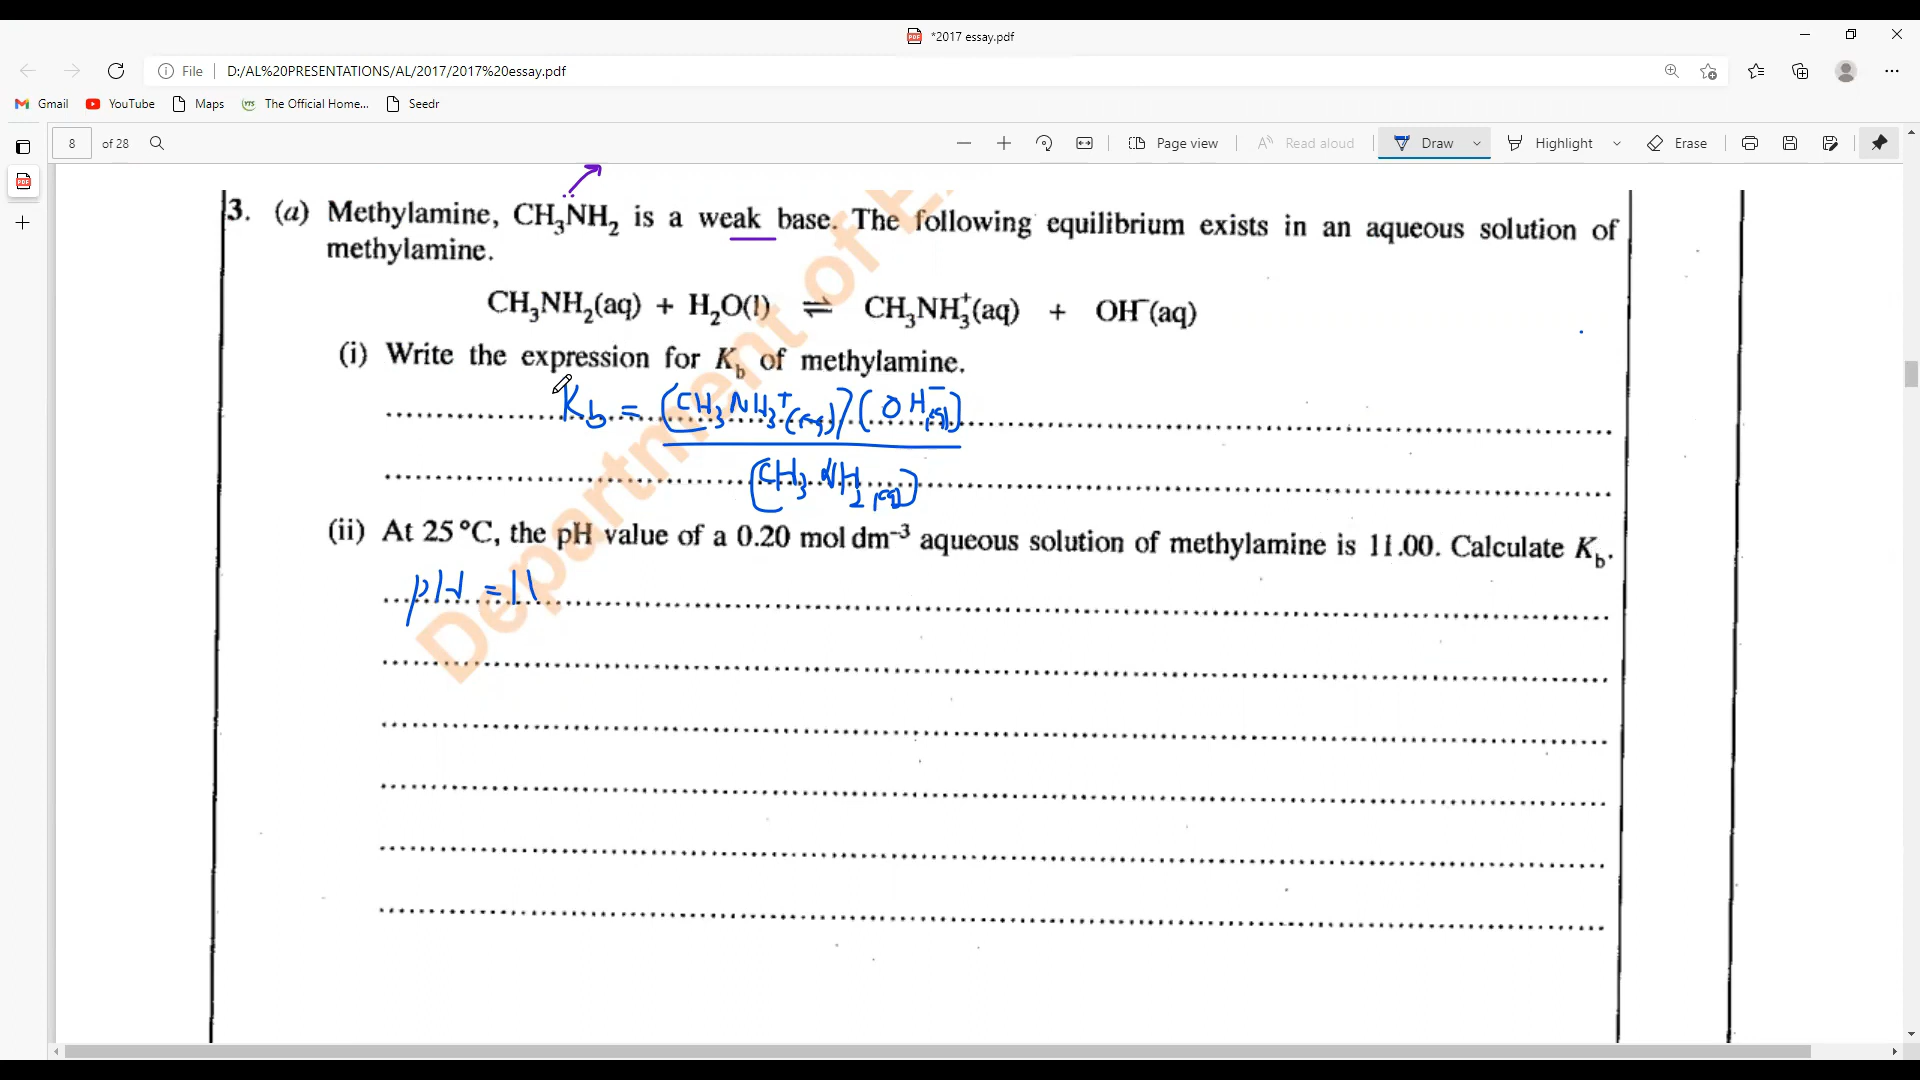 *2017 essay.pdf
File D:/AL%20PRESENTATIONS/AL/2017/2017%20essay.pdf
Gmail YouTube Maps The Official Home... Seedr
8 of 28 Page view Read aloud Draw Highlight Erase
3. (a) Methylamine, CH₃NH₂ is a weak base. The following equilibrium exists in an aqueous solution of
methylamine.
CH₃NH₂(aq) + H₂O(l) ⇌ CH₃NH₃⁺(aq) + OH⁻(aq)
(i) Write the expression for K_b of methylamine.
K_b = (CH₃NH₃⁺(aq)) (OH⁻(aq))
(CH₃NH₂(aq))
(ii) At 25 °C, the pH value of a 0.20 mol dm⁻³ aqueous solution of methylamine is 11.00. Calculate K_b.
pH = 11
Department of E